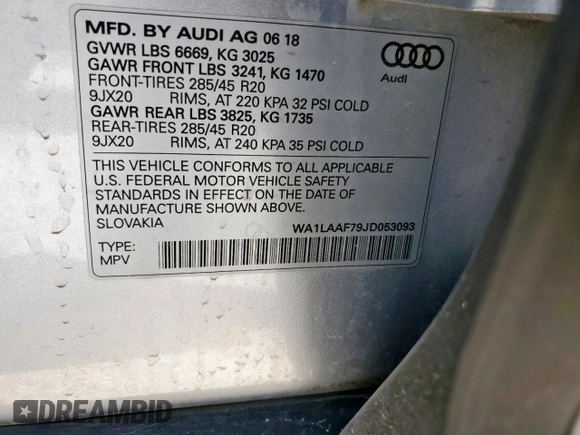 MFD. BY AUDI AG 06 18
GVWR LBS 6669, KG 3025
GAWR FRONT LBS 3241, KG 1470
FRONT-TIRES 285/45 R20
9JX20 RIMS, AT 220 KPA 32 PSI COLD
GAWR REAR LBS 3825, KG 1735
REAR-TIRES 285/45 R20
9JX20 RIMS, AT 240 KPA 35 PSI COLD
Audi
THIS VEHICLE CONFORMS TO ALL APPLICABLE
U.S. FEDERAL MOTOR VEHICLE SAFETY
STANDARDS IN EFFECT ON THE DATE OF
MANUFACTURE SHOWN ABOVE.
SLOVAKIA WA1LAAF79JD053093
TYPE:
MPV
DREAMBID